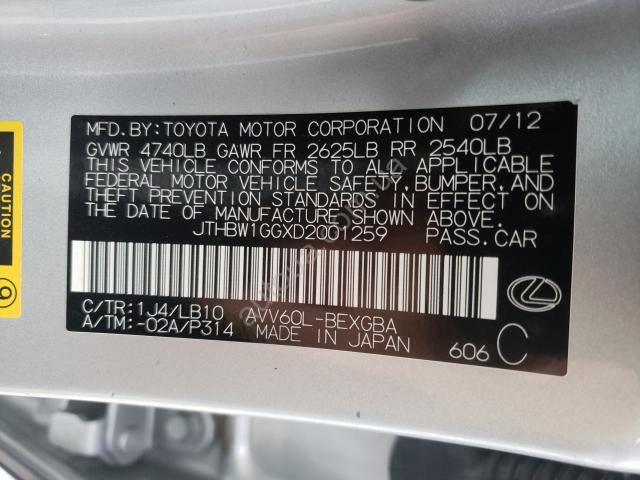 MFD.BY:TOYOTA MOTOR CORPORATION 07/12
GVWR 4740LB GAWR FR 2625LB RR 2540LB
THIS VEHICLE CONFORMS TO ALL APPLICABLE
FEDERAL MOTOR VEHICLE SAFETY,BUMPER,AND
THEFT PREVENTION STANDARDS IN EFFECT ON
THE DATE OF MANUFACTURE SHOWN ABOVE.
JTHBW1GGXD2001259 PASS.CAR
C/TR:1J4/LB10 AVV60L-BEXGBA
A/TM:-02A/P314 MADE IN JAPAN 606 C
CAUTION
9